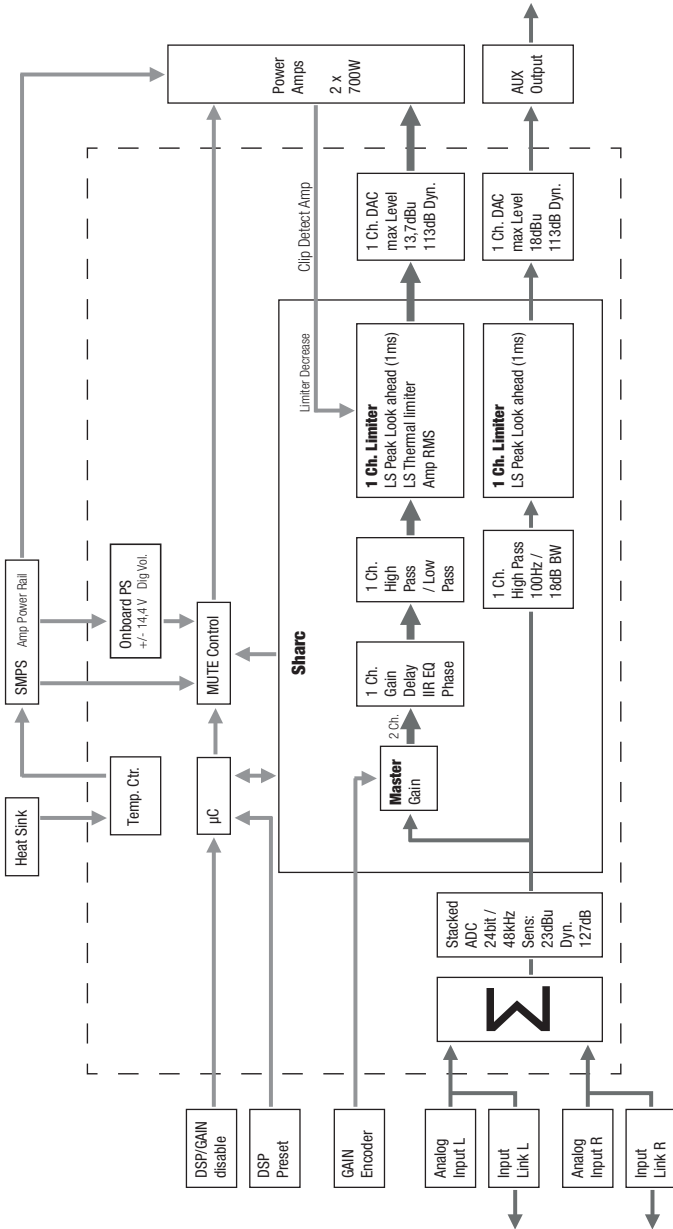 Heat Sink
Temp. Ctr.
SMPS Amp Power Rail
Onboard PS
+/- 14,4 V Dig Vol.
Power
Amps
2 x
700W
DSP/GAIN
disable
DSP
Preset
µC
MUTE Control
Clip Detect Amp
Limiter Decrease
GAIN
Encoder
Sharc
Master
Gain
2 Ch.
1 Ch.
Gain
Delay
IIR EQ
Phase
1 Ch.
High
Pass
/ Low
Pass
1 Ch. Limiter
LS Peak Look ahead (1ms)
LS Thermal limiter
Amp RMS
1 Ch. DAC
max Level
13,7dBu
113dB Dyn.
Analog
Input L
Input
Link L
Analog
Input R
Input
Link R
Σ
Stacked
ADC
24bit /
48kHz
Sens:
23dBu
Dyn.
127dB
1 Ch.
High Pass
100Hz /
18dB BW
1 Ch. Limiter
LS Peak Look ahead (1ms)
1 Ch. DAC
max Level
18dBu
113dB Dyn.
AUX
Output